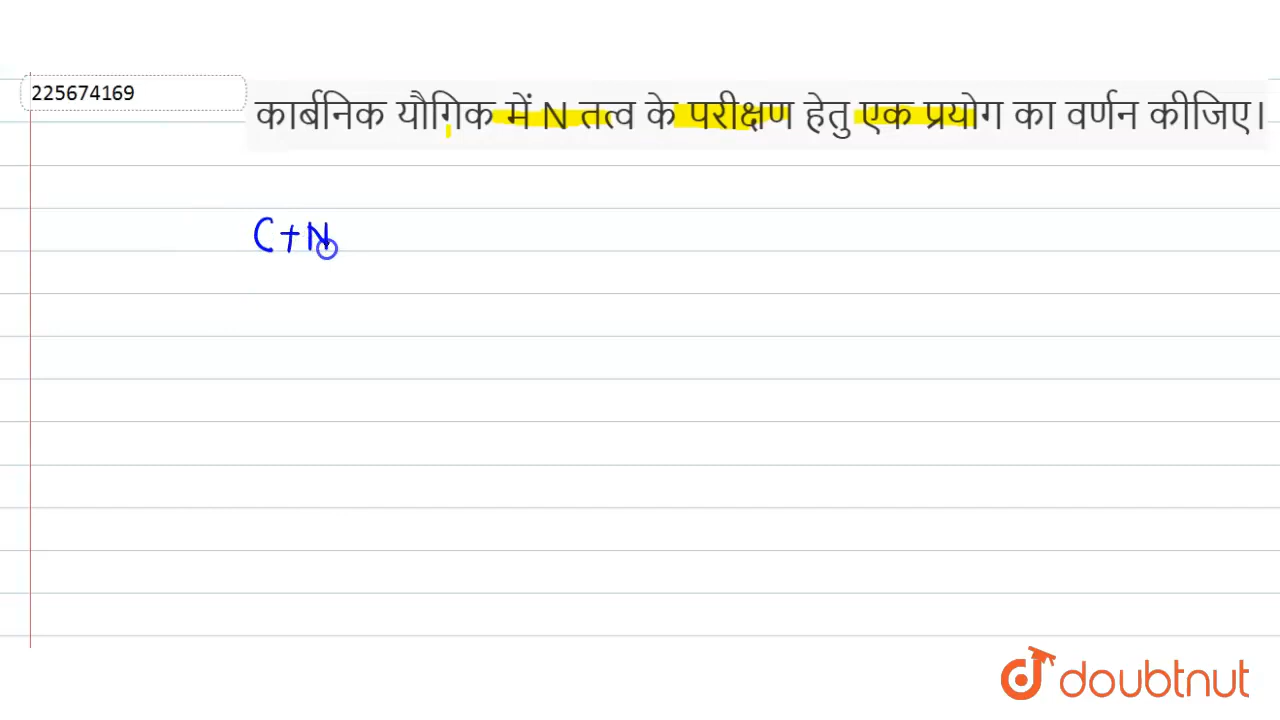 225674169
कार्बनिक यौगिक में N तत्व के परीक्षण हेतु एक प्रयोग का वर्णन कीजिए।
C+N
doubtnut